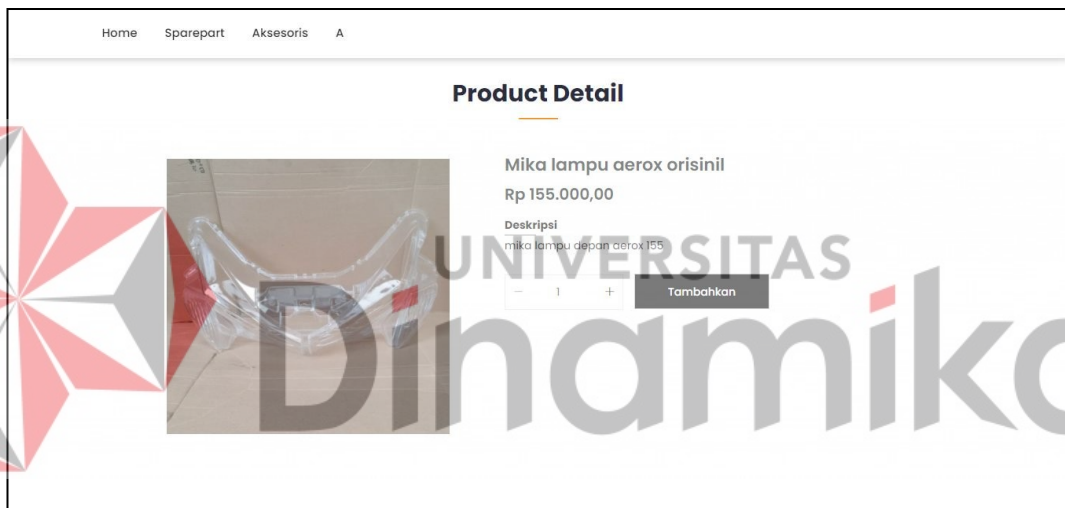 Home Sparepart Aksesoris A
Product Detail
Mika lampu aerox orisinil
Rp 155.000,00
Deskripsi
mika lampu depan aerox 155
UNIVERSITAS
− 1 + Tambahkan
Dinamika